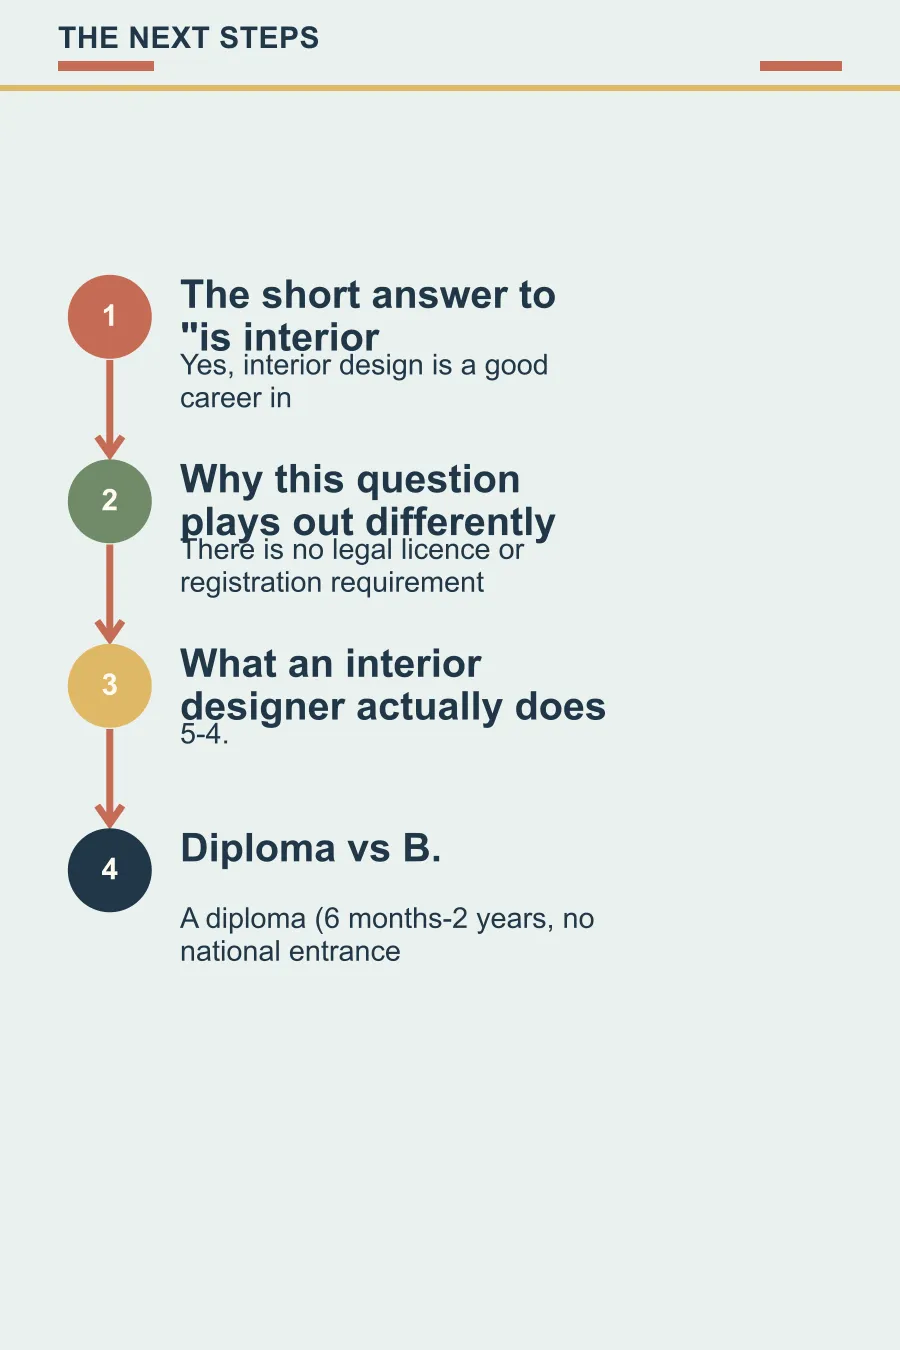 THE NEXT STEPS
1
The short answer to
"is interior
Yes, interior design is a good
career in
2
Why this question
plays out differently
There is no legal licence or
registration requirement
3
What an interior
designer actually does
5-4.
4
Diploma vs B.
A diploma (6 months-2 years, no
national entrance